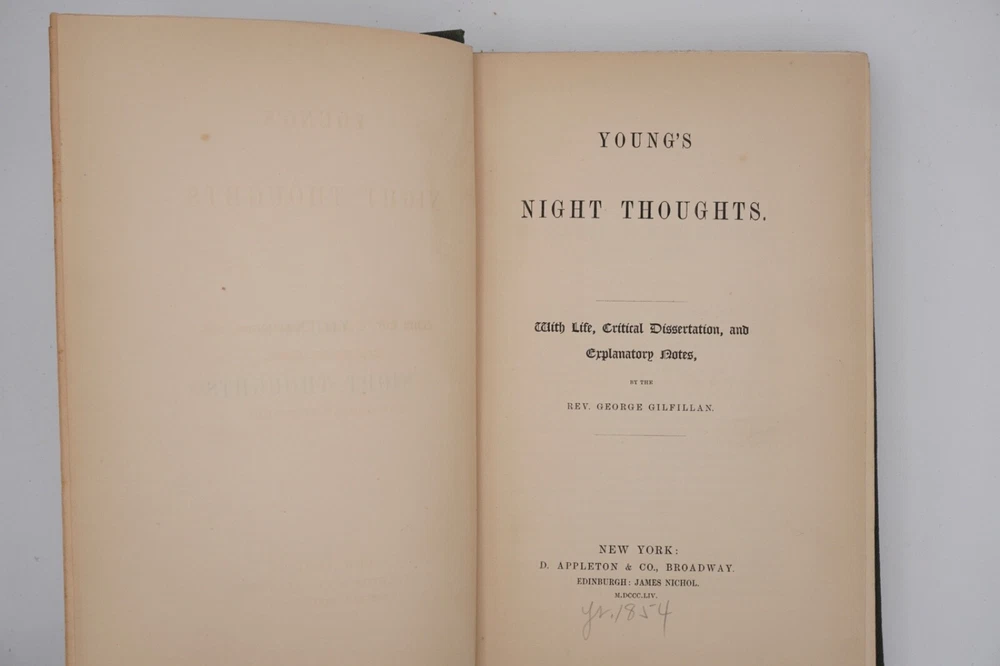 YOUNG'S
NIGHT THOUGHTS.
With Life, Critical Dissertation, and
Explanatory Notes,
BY THE
REV. GEORGE GILFILLAN.
NEW YORK:
D. APPLETON & CO., BROADWAY.
EDINBURGH: JAMES NICHOL.
M.DCCC.LIV.
yr. 1854